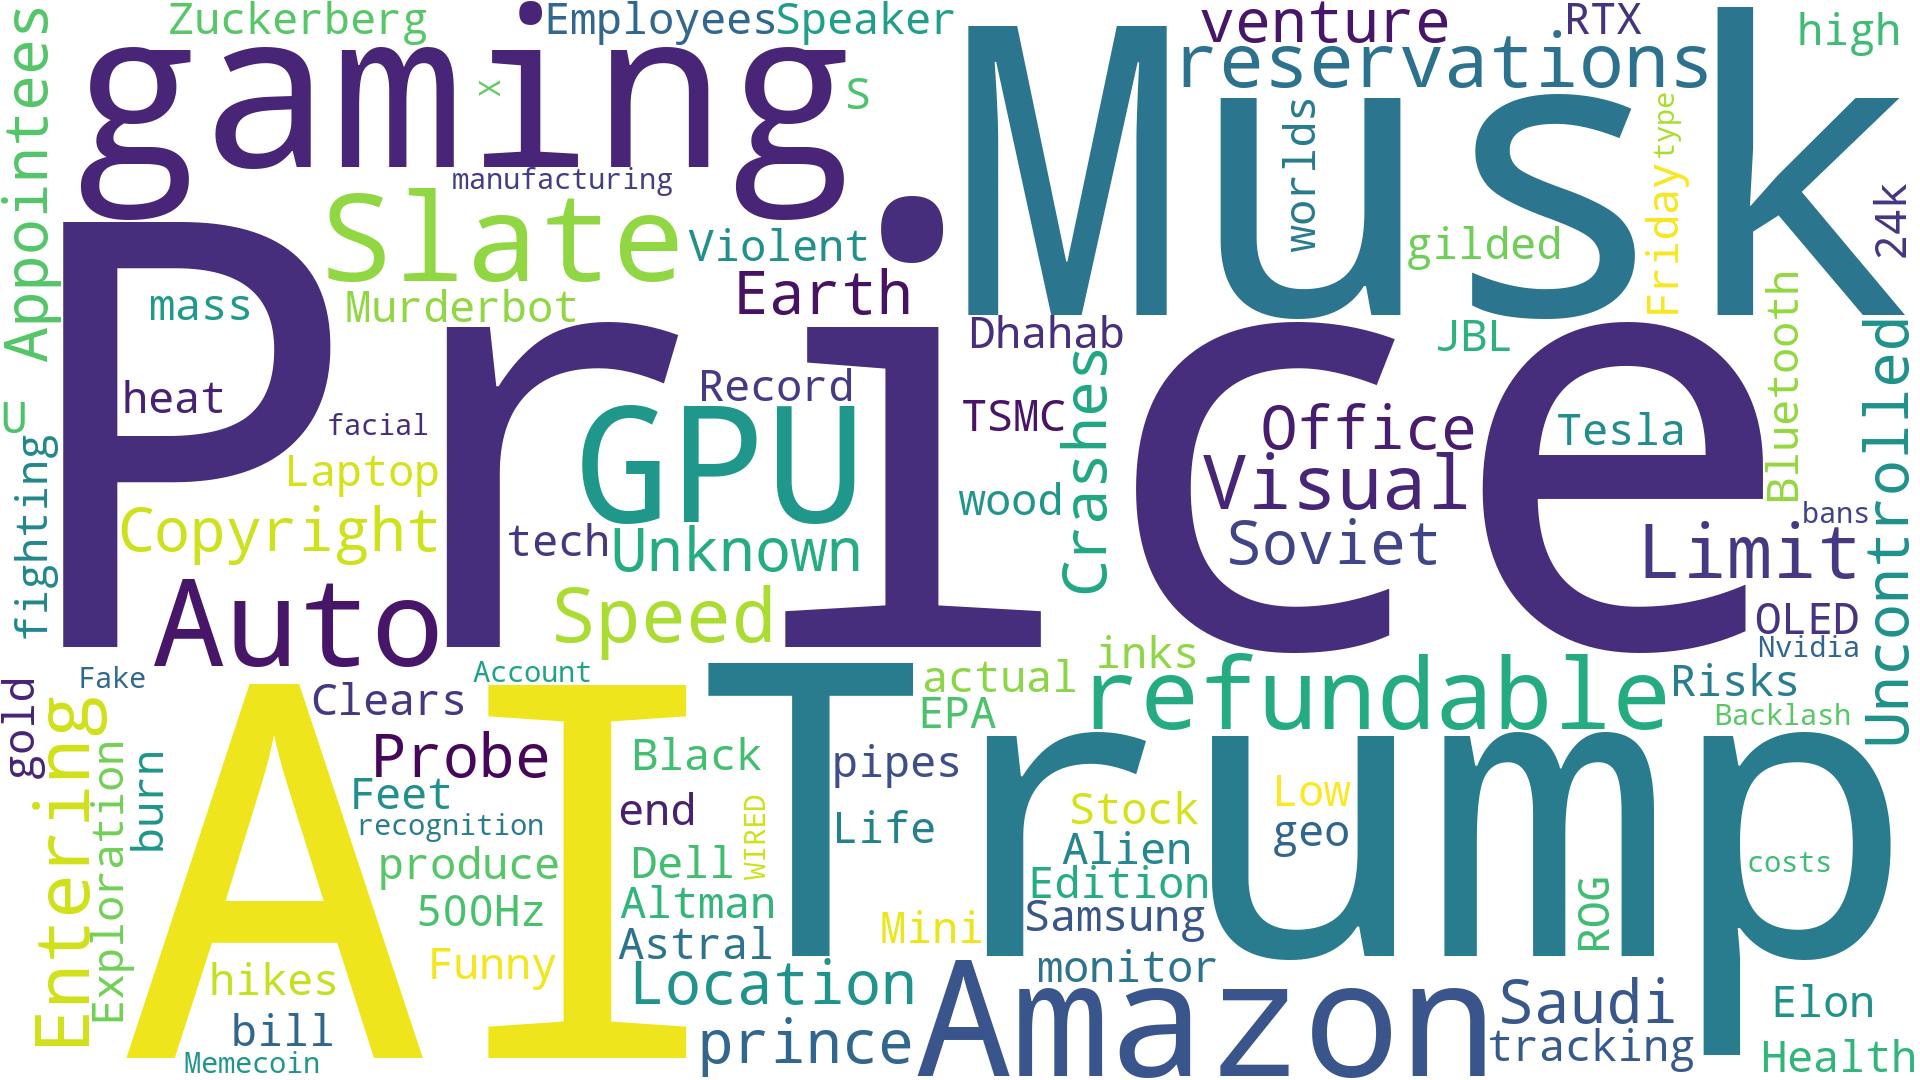 Zuckerberg
Employees
Speaker
venture
RTX
high
gaming
x
S
reservations
Musk
Appointees
manufacturing
worlds
type
Friday
24k
Slate
Violent
gilded
Earth
mass
Murderbot
Dhahab
JBL
Bluetooth
Uncontrolled
Price
heat
facial
Record
GPU
TSMC
Crashes
Office
Tesla
U
fighting
Laptop
Visual
Copyright
tech
Unknown
wood
Soviet
Limit
bans
Auto
Speed
OLED
Nvidia
Fake
Account
actual
inks
refundable
Risks
gold
Clears
EPA
Backlash
Entering
Exploration
burn
AI
Trump
Probe
Black
pipes
Feet
recognition
end
WIRED
Life
Stock
Low
geo
produce
Dell
Alien
costs
500Hz
Altman
Edition
Mini
Samsung
ROG
Funny
Astral
monitor
hikes
Location
Amazon
Saudi
Elon
bill
prince
tracking
Memecoin
Health